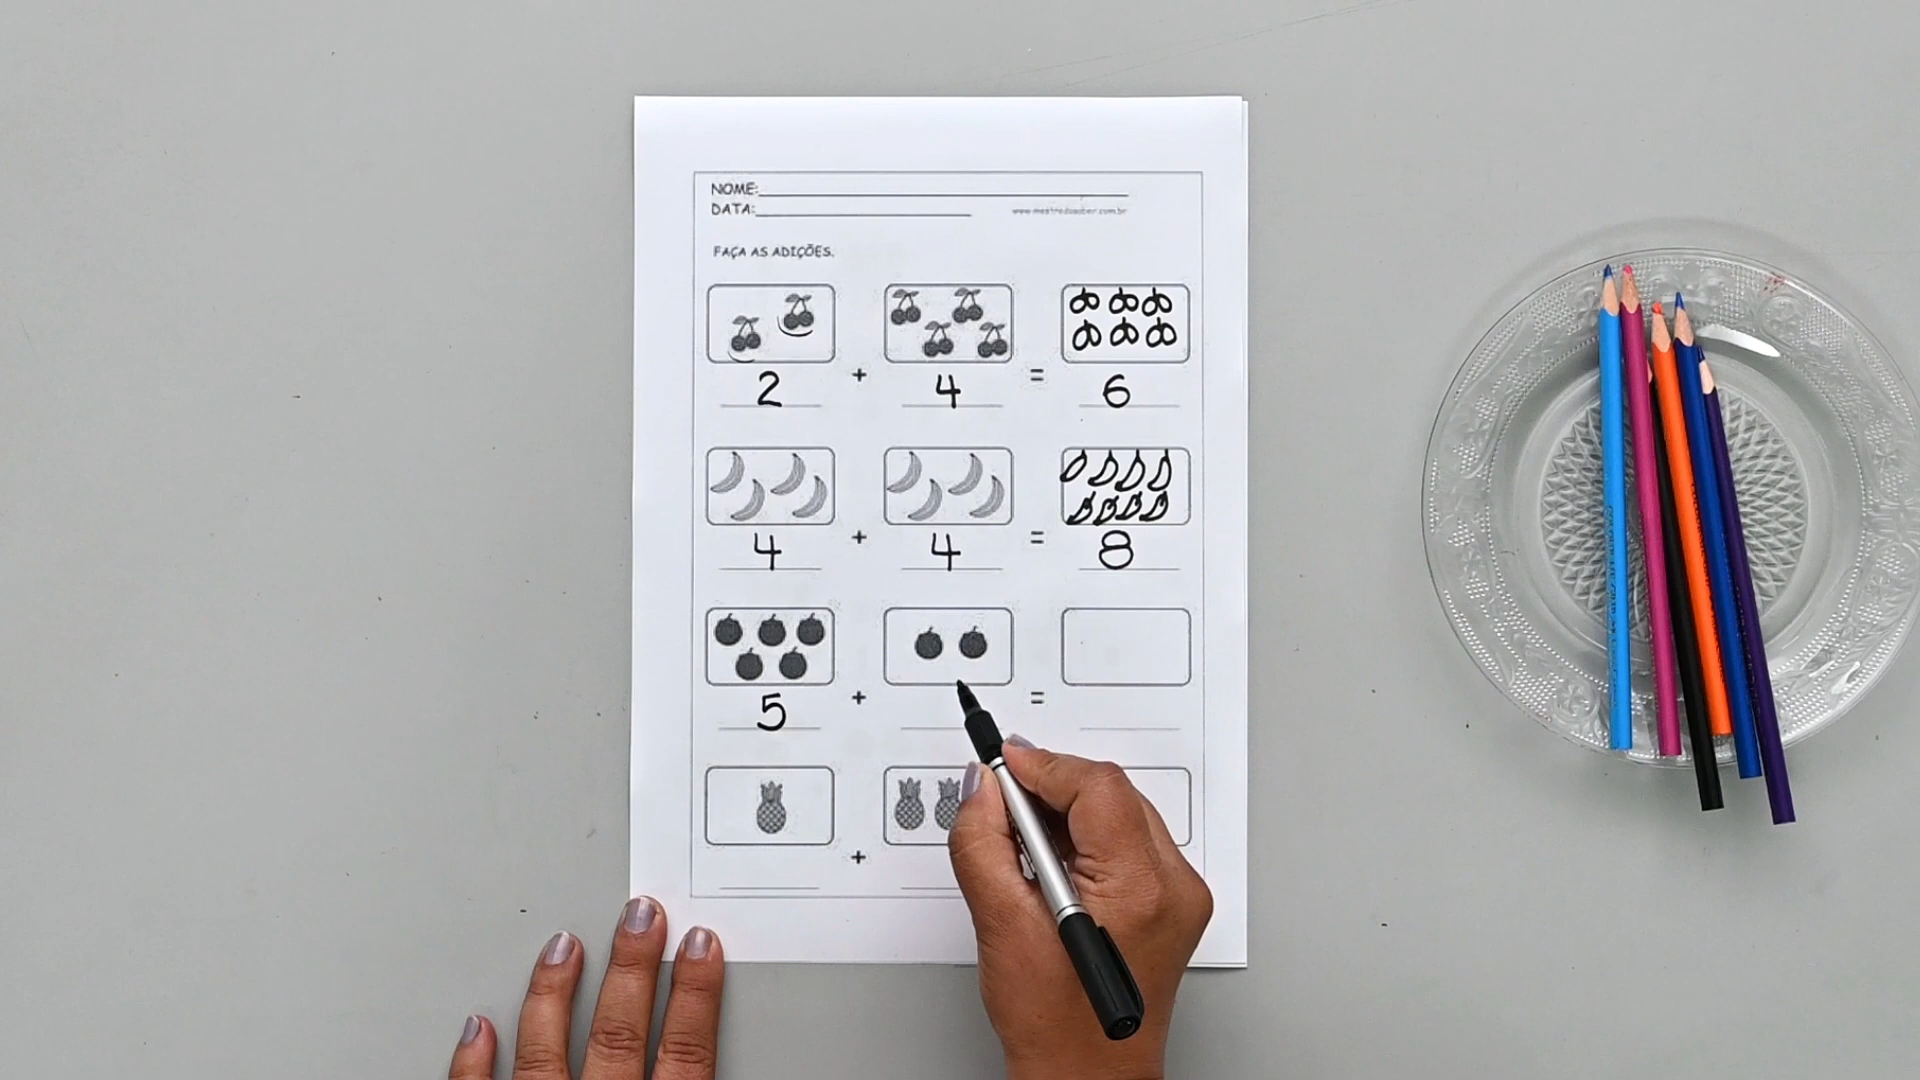 NOME:
DATA: www.mestredosaber.com.br
FAÇA AS ADIÇÕES.
2 + 4 = 6
4 + 4 = 8
5 + =
+